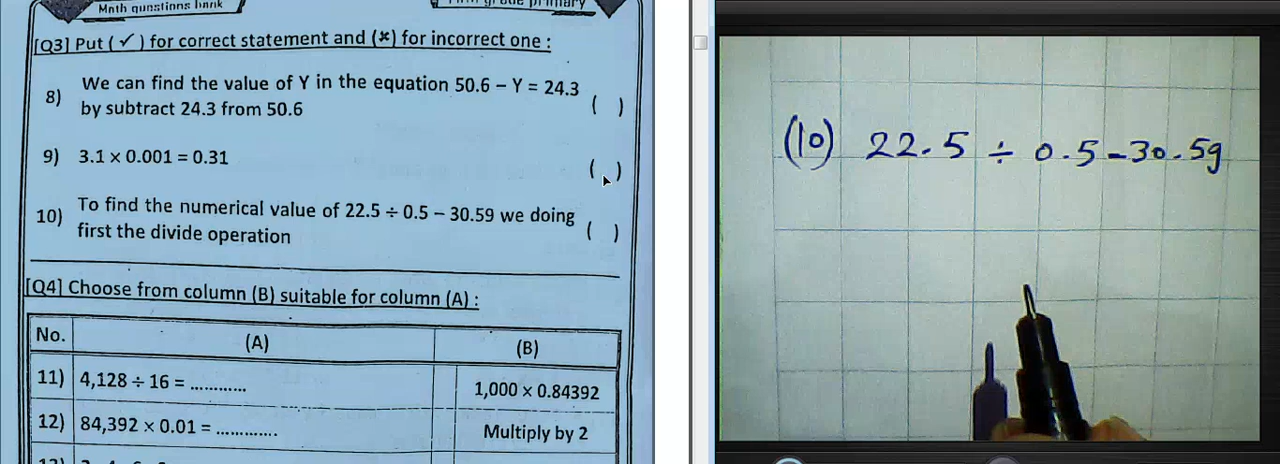 Math questions bank
grade primary
[Q3] Put ( ✓ ) for correct statement and (×) for incorrect one :
8) We can find the value of Y in the equation 50.6 – Y = 24.3
by subtract 24.3 from 50.6 ( )
9) 3.1 × 0.001 = 0.31 ( )
10) To find the numerical value of 22.5 ÷ 0.5 – 30.59 we doing
first the divide operation ( )
[Q4] Choose from column (B) suitable for column (A) :
No. (A) (B)
11) 4,128 ÷ 16 = ............ 1,000 × 0.84392
12) 84,392 × 0.01 = ............. Multiply by 2
(10) 22.5 ÷ 0.5 - 30.59